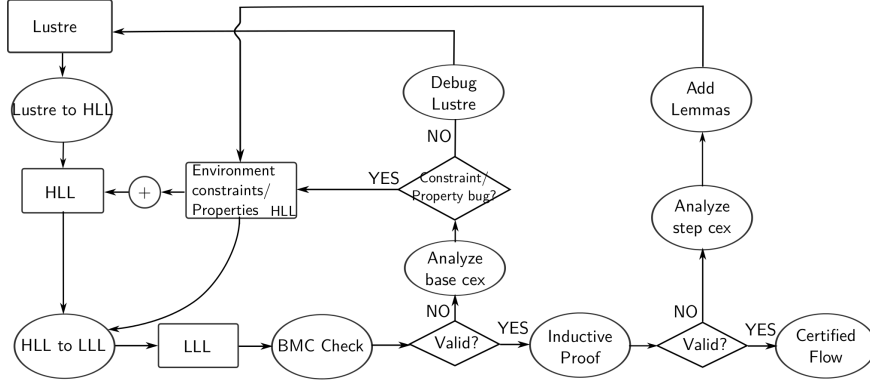 Lustre
Debug
Lustre
Add
Lemmas
Lustre to HLL
NO
YES
Constraint/
Property bug?
Environment
constraints/
Properties HLL
HLL
+
Analyze
step cex
Analyze
base cex
NO
NO
HLL to LLL
LLL
BMC Check
Valid?
YES
Inductive
Proof
Valid?
YES
Certified
Flow